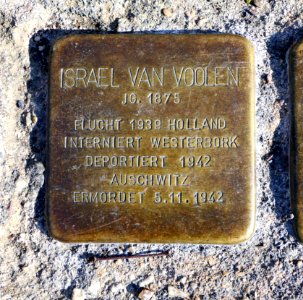 ISRAEL VAN VOOLEN
JG. 1875
FLUCHT 1939 HOLLAND
INTERNIERT WESTERBORK
DEPORTIERT 1942
AUSCHWITZ
ERMORDET 5.11.1942